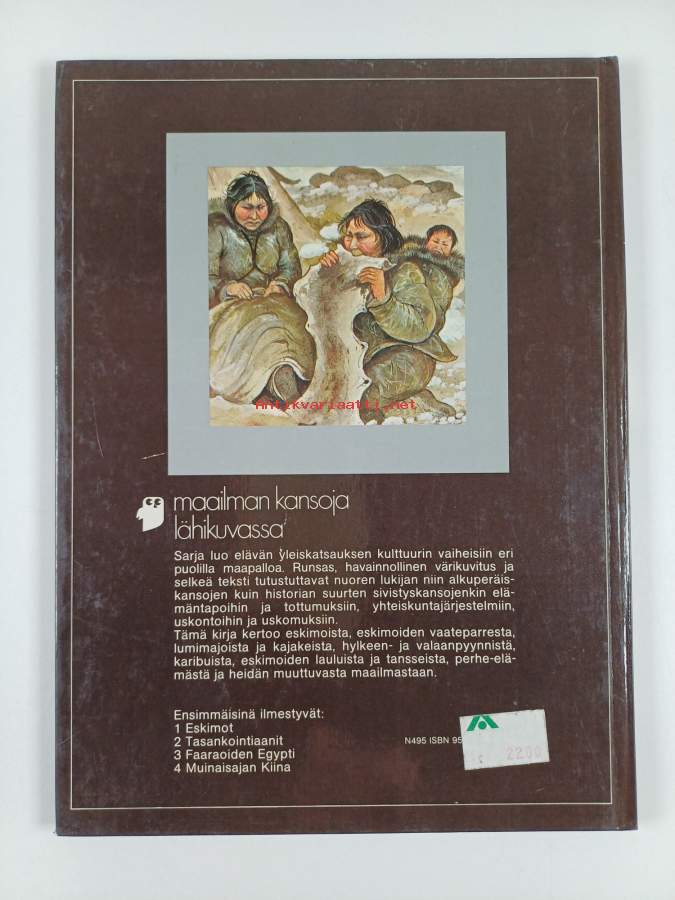 Antikvariaatti.net
maailman kansoja
lähikuvassa
Sarja luo elävän yleiskatsauksen kulttuurin vaiheisiin eri
puolilla maapalloa. Runsas, havainnollinen värikuvitus ja
selkeä teksti tutustuttavat nuoren lukijan niin alkuperäis-
kansojen kuin historian suurten sivistyskansojenkin elä-
mäntapoihin ja tottumuksiin, yhteiskuntajärjestelmiin,
uskontoihin ja uskomuksiin.
Tämä kirja kertoo eskimoista, eskimoiden vaateparresta,
lumimajoista ja kajakeista, hylkeen- ja valaanpyynnistä,
karibuista, eskimoiden lauluista ja tansseista, perhe-elä-
mästä ja heidän muuttuvasta maailmastaan.
Ensimmäisinä ilmestyvät:
1 Eskimot
2 Tasankointiaanit
3 Faaraoiden Egypti
4 Muinaisajan Kiina
N495 ISBN 95
2200